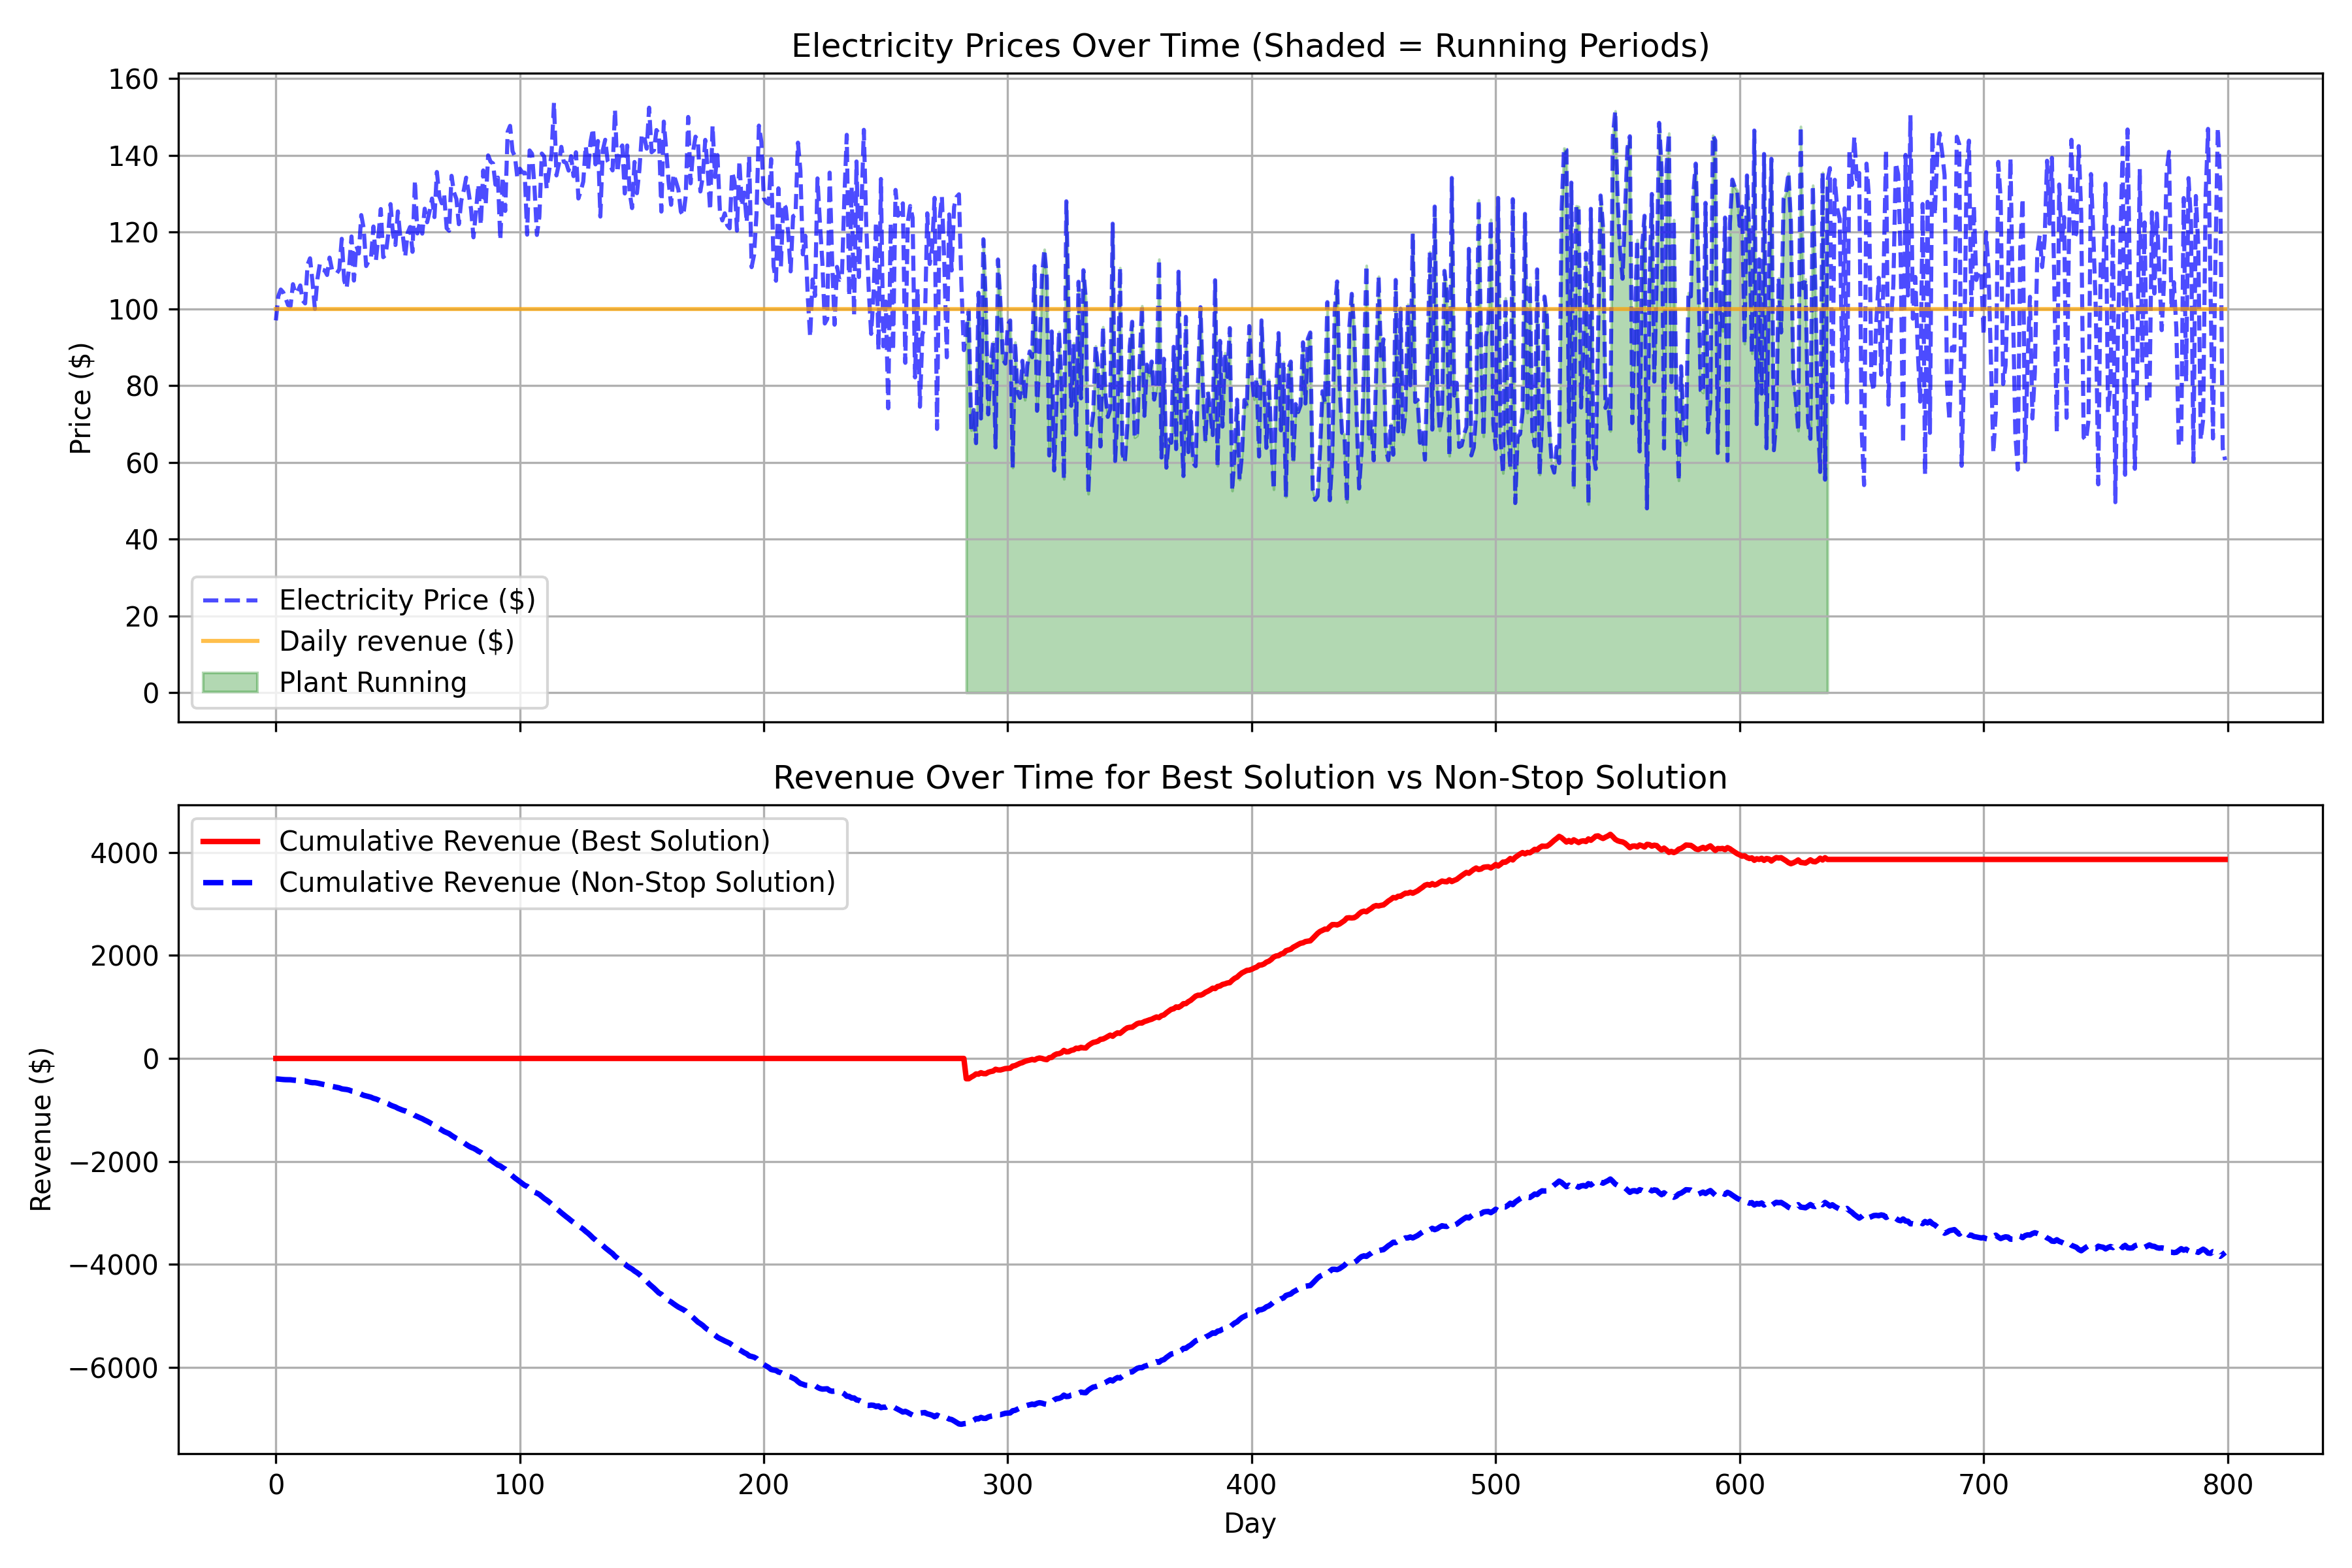 Electricity Prices Over Time (Shaded = Running Periods)
160
140
120
100
80
60
40
20
0
Price ($)
Electricity Price ($)
Daily revenue ($)
Plant Running
Revenue Over Time for Best Solution vs Non-Stop Solution
Cumulative Revenue (Best Solution)
Cumulative Revenue (Non-Stop Solution)
4000
2000
0
−2000
−4000
−6000
Revenue ($)
0 100 200 300 400 500 600 700 800
Day